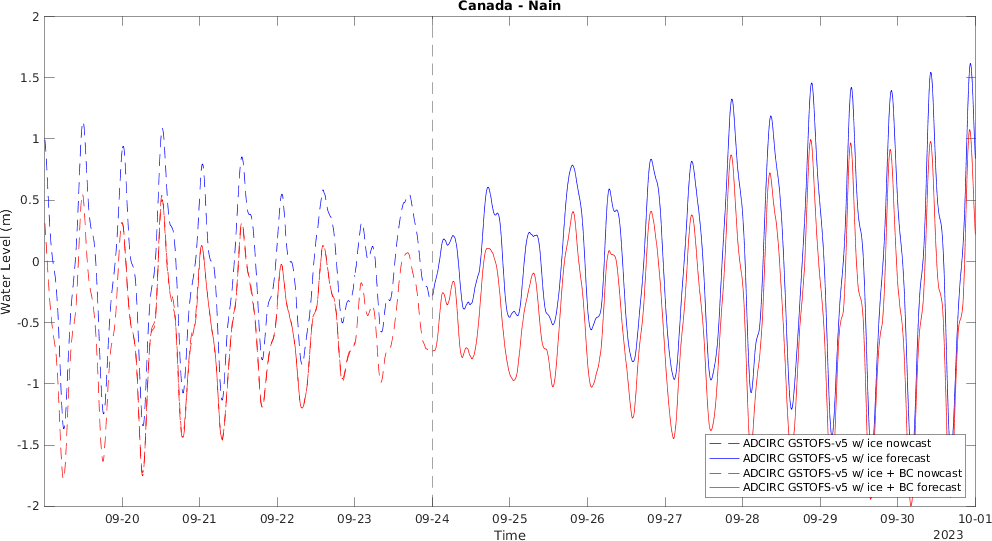 Canada - Nain
Water Level (m)
2
1.5
1
0.5
0
-0.5
-1
-1.5
-2
ADCIRC GSTOFS-v5 w/ ice nowcast
ADCIRC GSTOFS-v5 w/ ice forecast
ADCIRC GSTOFS-v5 w/ ice + BC nowcast
ADCIRC GSTOFS-v5 w/ ice + BC forecast
09-20 09-21 09-22 09-23 09-24 09-25 09-26 09-27 09-28 09-29 09-30 10-01
Time
2023